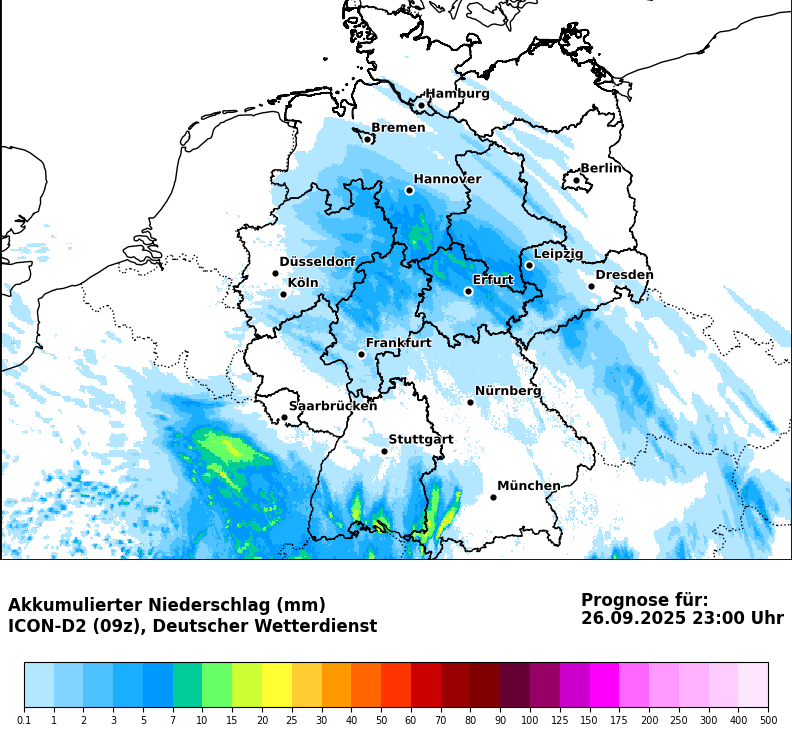 Hamburg
Bremen
Berlin
Hannover
Leipzig
Düsseldorf
Dresden
Köln
Erfurt
Frankfurt
Nürnberg
Saarbrücken
Stuttgart
München
Akkumulierter Niederschlag (mm)
ICON-D2 (09z), Deutscher Wetterdienst
Prognose für:
26.09.2025 23:00 Uhr
0.1 1 2 3 5 7 10 15 20 25 30 40 50 60 70 80 90 100 125 150 175 200 250 300 400 500